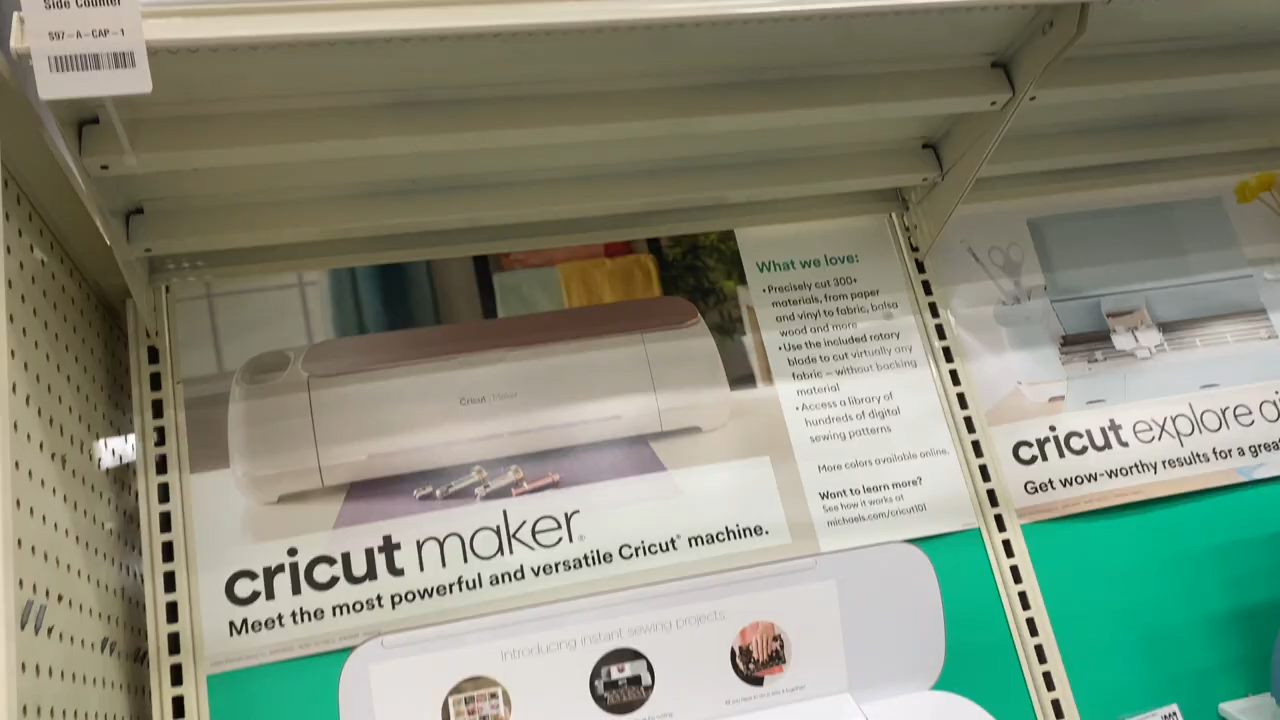 Side Counter
S97-A-CAP-1
What we love:
• Precisely cut 300+
materials, from paper
and vinyl to fabric, balsa
wood and more
• Use the included rotary
blade to cut virtually any
fabric – without backing
material
• Access a library of
hundreds of digital
sewing patterns
More colors available online.
Want to learn more?
See how it works at
michaels.com/cricut101
Cricut | Maker
cricut maker®
Meet the most powerful and versatile Cricut® machine.
cricut explore
Get wow-worthy results for a
Introducing instant sewing projects.